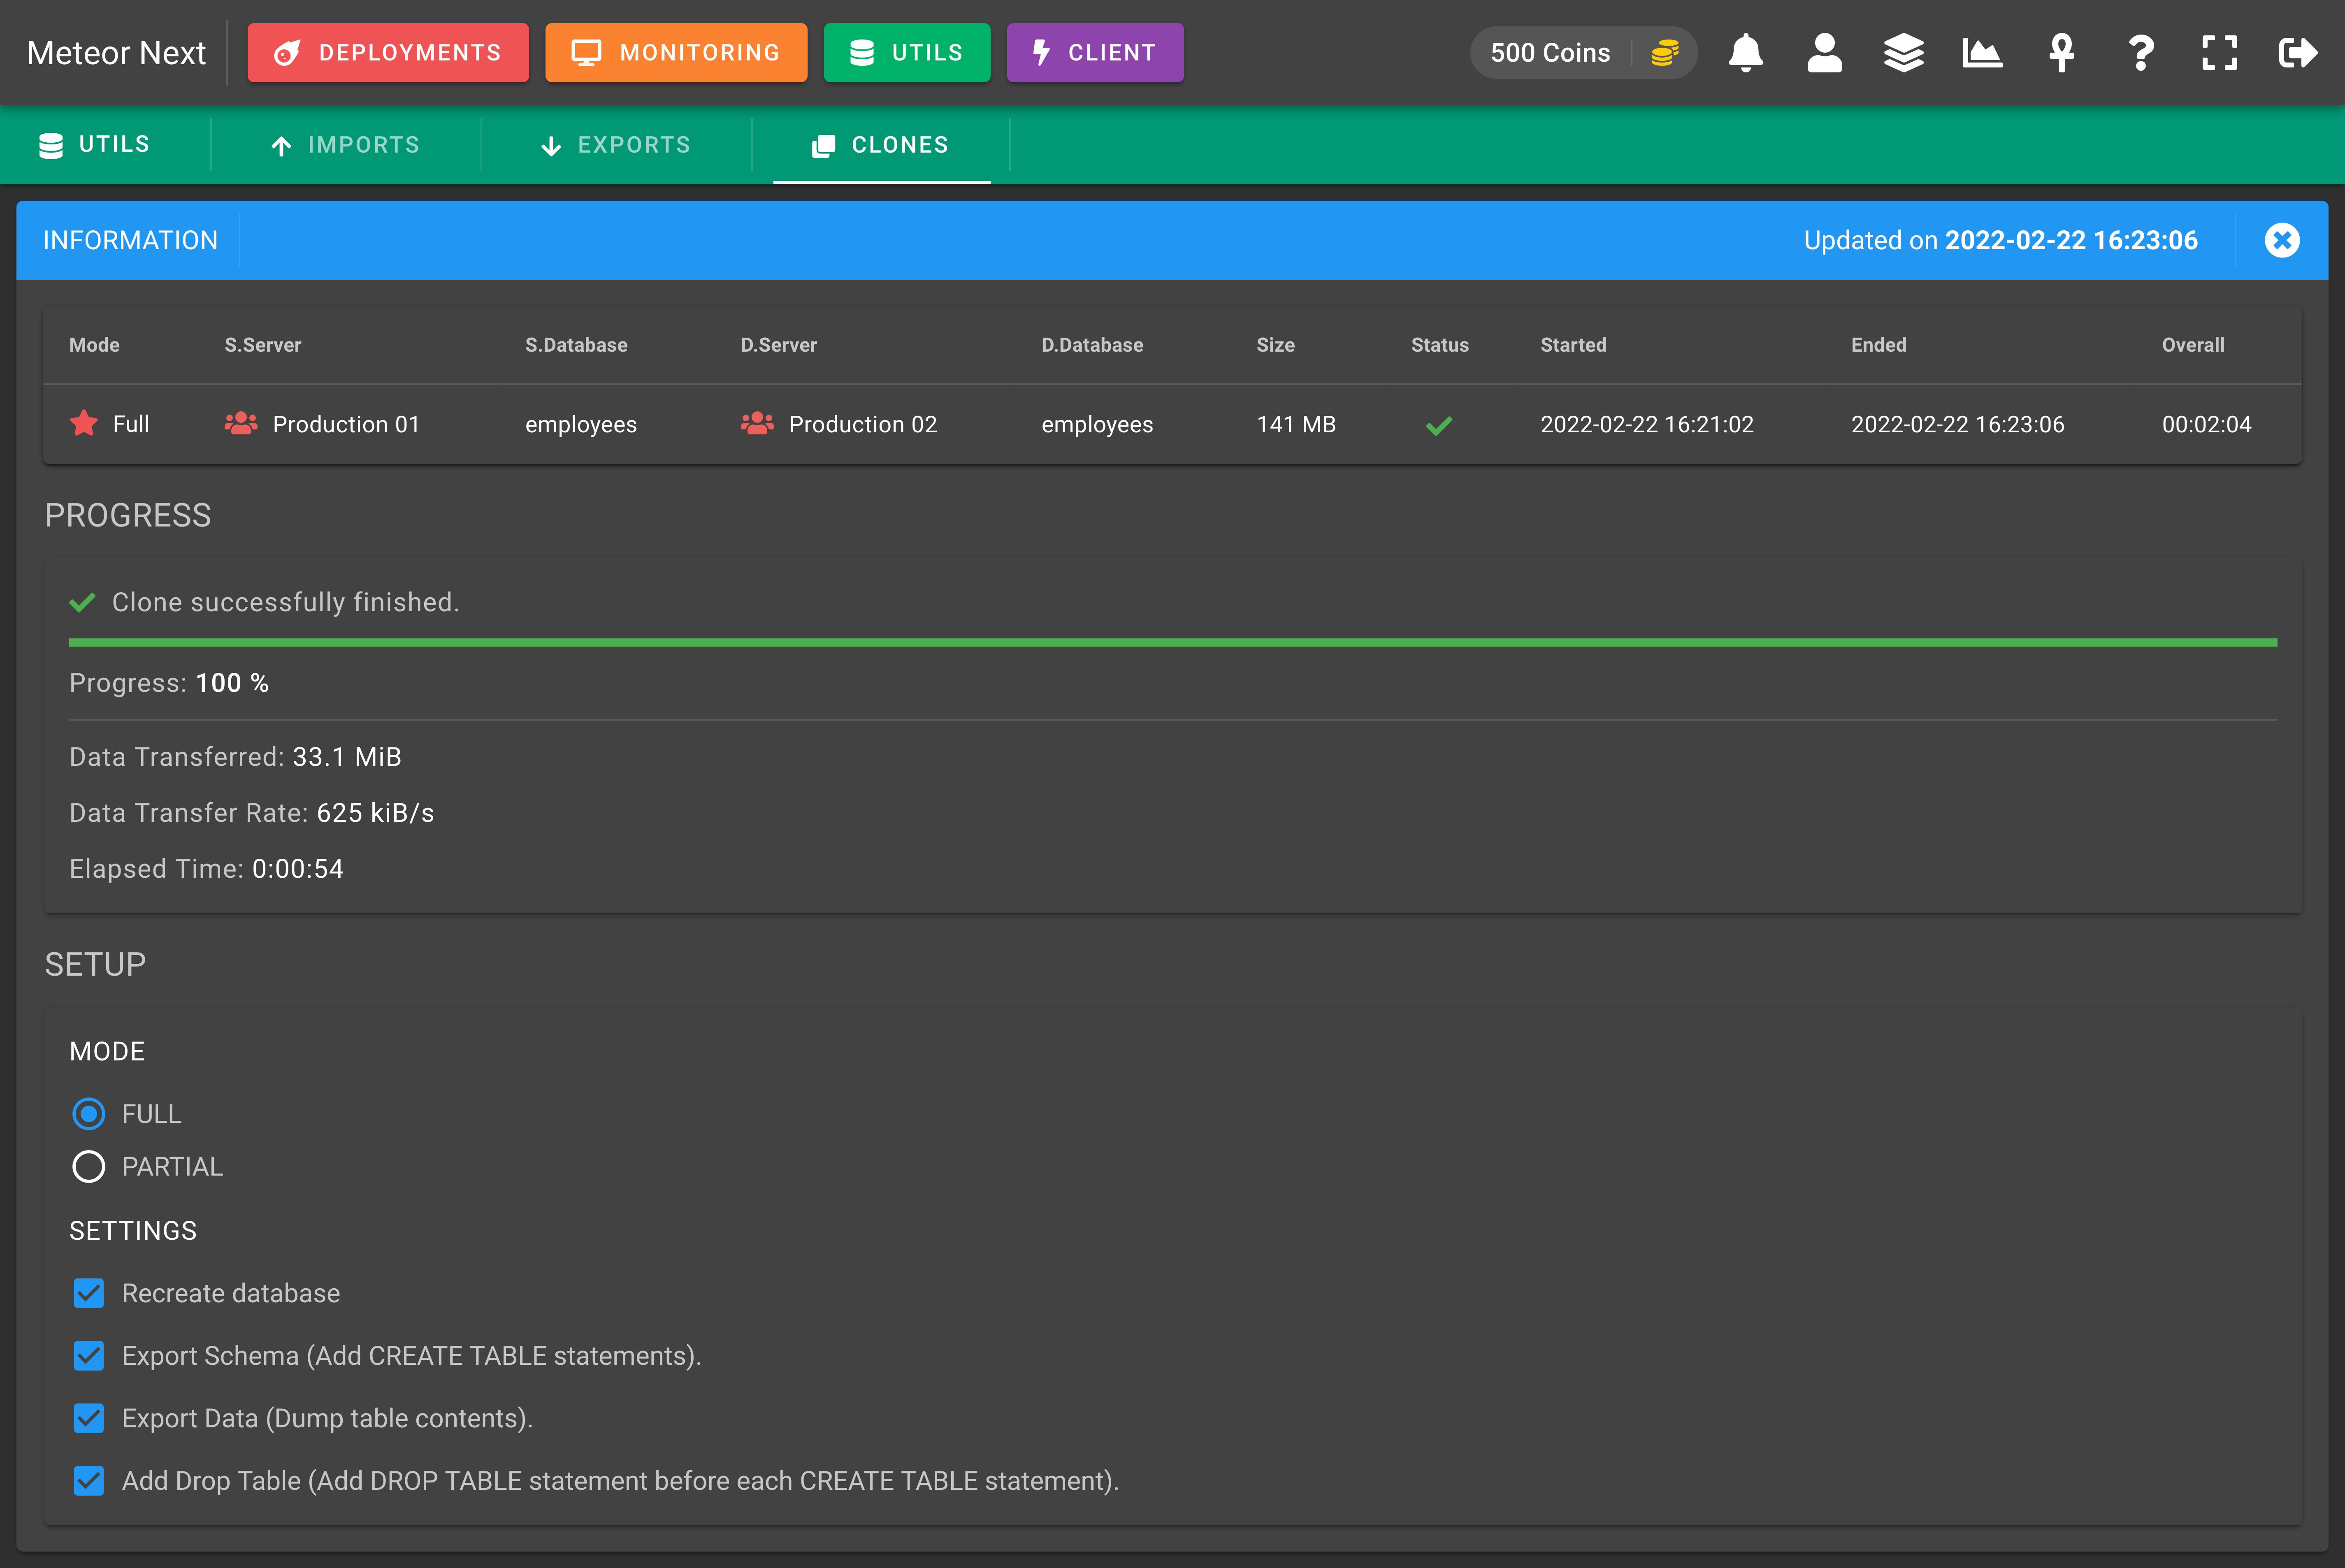 Meteor Next DEPLOYMENTS MONITORING UTILS CLIENT 500 Coins
UTILS IMPORTS EXPORTS CLONES
INFORMATION Updated on 2022-02-22 16:23:06
Mode S.Server S.Database D.Server D.Database Size Status Started Ended Overall
Full Production 01 employees Production 02 employees 141 MB 2022-02-22 16:21:02 2022-02-22 16:23:06 00:02:04
PROGRESS
Clone successfully finished.
Progress: 100 %
Data Transferred: 33.1 MiB
Data Transfer Rate: 625 kiB/s
Elapsed Time: 0:00:54
SETUP
MODE
FULL
PARTIAL
SETTINGS
Recreate database
Export Schema (Add CREATE TABLE statements).
Export Data (Dump table contents).
Add Drop Table (Add DROP TABLE statement before each CREATE TABLE statement).